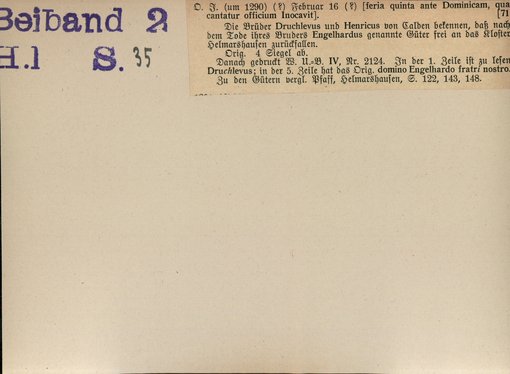 Beiband 2
H.1 S. 35
O. J. (um 1290) (?) Februar 16 (?) [feria quinta ante Dominicam, qua
cantatur officium Inocavit]. [71
Die Brüder Druchlevus und Henricus von Calden bekennen, daß nach
dem Tode ihres Bruders Engelhardus genannte Güter frei an das Kloster
Helmarshausen zurückfallen.
Orig. 4 Siegel ab.
Danach gedruckt W. U.-B. IV, Nr. 2124. In der 1. Zeile ist zu lesen
Druchlevus; in der 5. Zeile hat das Orig. domino Engelhardo fratri nostro.
Zu den Gütern vergl. Pfaff, Helmarshausen, S. 122, 143, 148.